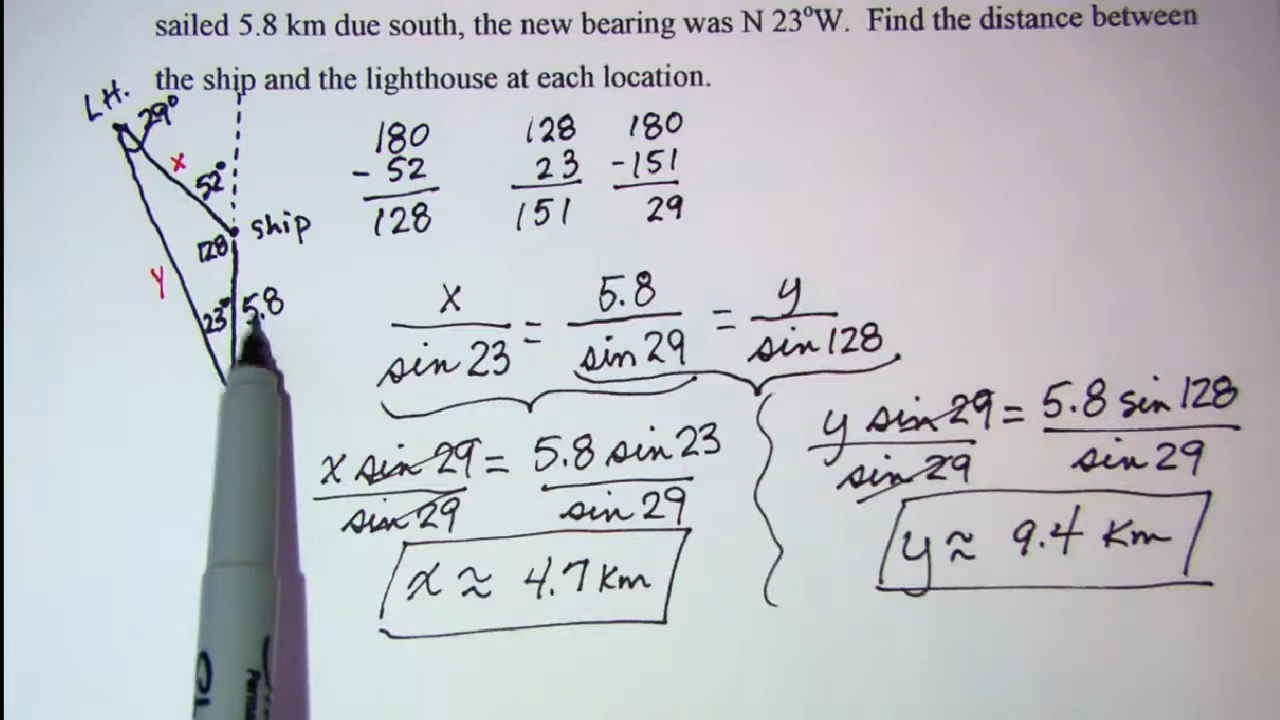 sailed 5.8 km due south, the new bearing was N 23°W. Find the distance between
the ship and the lighthouse at each location.
L.H.
29°
x
52°
ship
128
y
23°
5.8
180
- 52
128
128
23
151
180
-151
29
x / sin 23 = 5.8 / sin 29 = y / sin 128
x sin 29 / sin 29 = 5.8 sin 23 / sin 29
x ≈ 4.7 km
y sin 29 / sin 29 = 5.8 sin 128 / sin 29
y ≈ 9.4 km